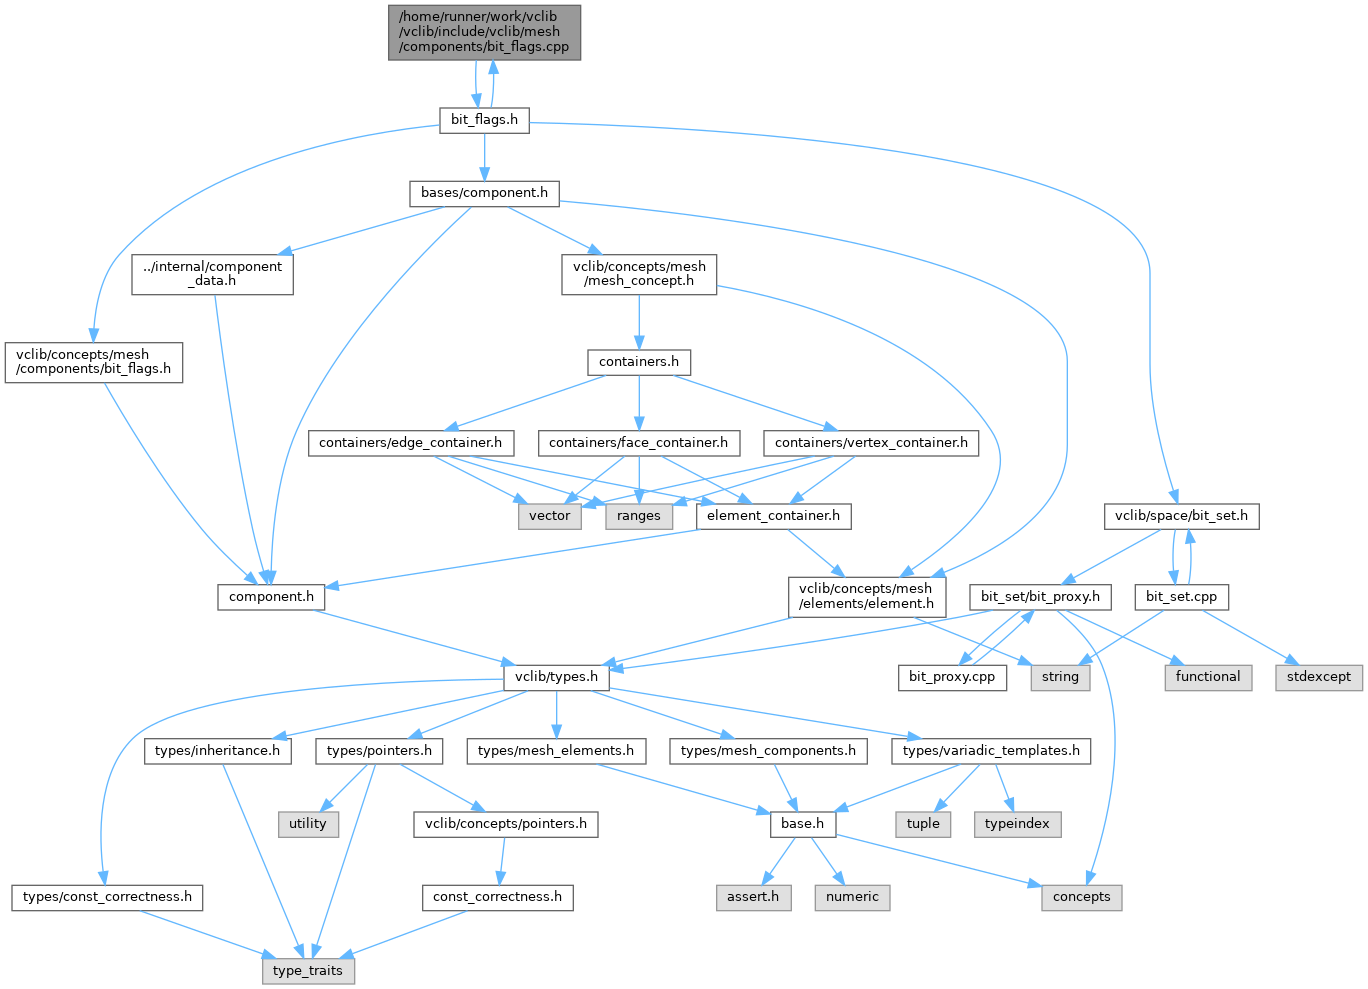 /home/runner/work/vclib
/vclib/include/vclib/mesh
/components/bit_flags.cpp
bit_flags.h
bases/component.h
../internal/component
_data.h
vclib/concepts/mesh
/mesh_concept.h
vclib/concepts/mesh
/components/bit_flags.h
containers.h
containers/edge_container.h
containers/face_container.h
containers/vertex_container.h
vector
ranges
element_container.h
vclib/space/bit_set.h
component.h
vclib/concepts/mesh
/elements/element.h
bit_set/bit_proxy.h
bit_set.cpp
vclib/types.h
bit_proxy.cpp
string
functional
stdexcept
types/inheritance.h
types/pointers.h
types/mesh_elements.h
types/mesh_components.h
types/variadic_templates.h
utility
vclib/concepts/pointers.h
base.h
tuple
typeindex
types/const_correctness.h
const_correctness.h
assert.h
numeric
concepts
type_traits